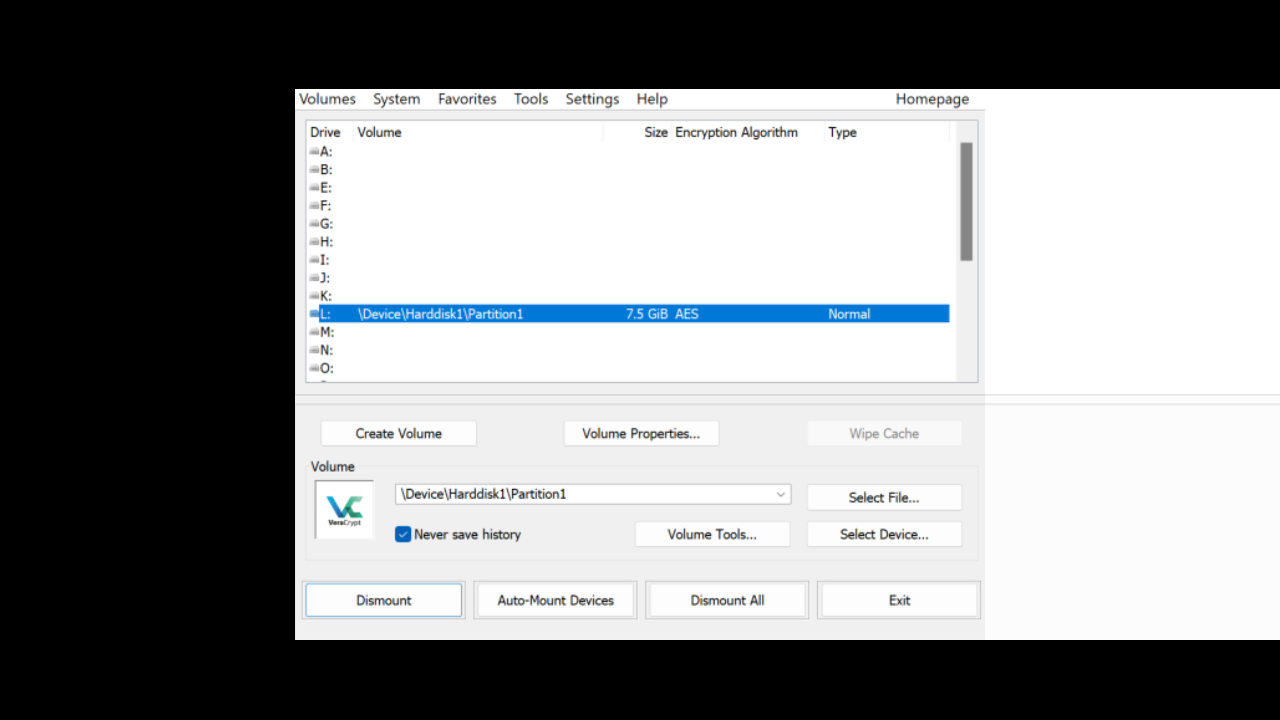 Volumes System Favorites Tools Settings Help Homepage
Drive Volume Size Encryption Algorithm Type
A:
B:
E:
F:
G:
H:
I:
J:
K:
L: \Device\Harddisk1\Partition1 7.5 GiB AES Normal
M:
N:
O:
Create Volume Volume Properties... Wipe Cache
Volume
\Device\Harddisk1\Partition1 Select File...
VeraCrypt
Never save history Volume Tools... Select Device...
Dismount Auto-Mount Devices Dismount All Exit